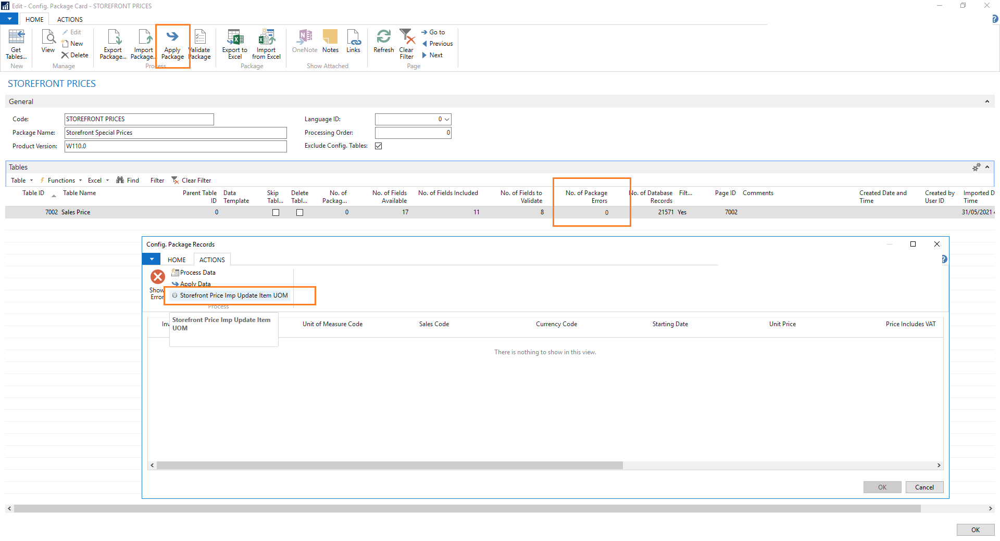 Edit - Config. Package Card - STOREFRONT PRICES
HOME ACTIONS
Get Tables...
View
Edit
New
Delete
Export Package...
Import Package...
Apply Package
Validate Package
Export to Excel
Import from Excel
OneNote
Notes
Links
Refresh
Clear Filter
Go to
Previous
Next
New Manage Process Package Show Attached Page
STOREFRONT PRICES
General
Code: STOREFRONT PRICES Language ID: 0
Package Name: Storefront Special Prices Processing Order: 0
Product Version: W110.0 Exclude Config. Tables:
Tables
Table Functions Excel Find Filter Clear Filter
Table ID Table Name Parent Table ID Data Template Skip Tabl... Delete Tabl... No. of Packag... No. of Fields Available No. of Fields Included No. of Fields to Validate No. of Package Errors No. of Database Records Filt... Page ID Comments Created Date and Time Created by User ID Imported D Time
7002 Sales Price 0 0 17 11 8 0 21571 Yes 7002 31/05/2021
Config. Package Records
HOME ACTIONS
Show Error
Process Data
Apply Data
Storefront Price Imp Update Item UOM
Process
Storefront Price Imp Update Item
UOM
Inv Unit of Measure Code Sales Code Currency Code Starting Date Unit Price Price Includes VAT
There is nothing to show in this view.
OK Cancel
OK